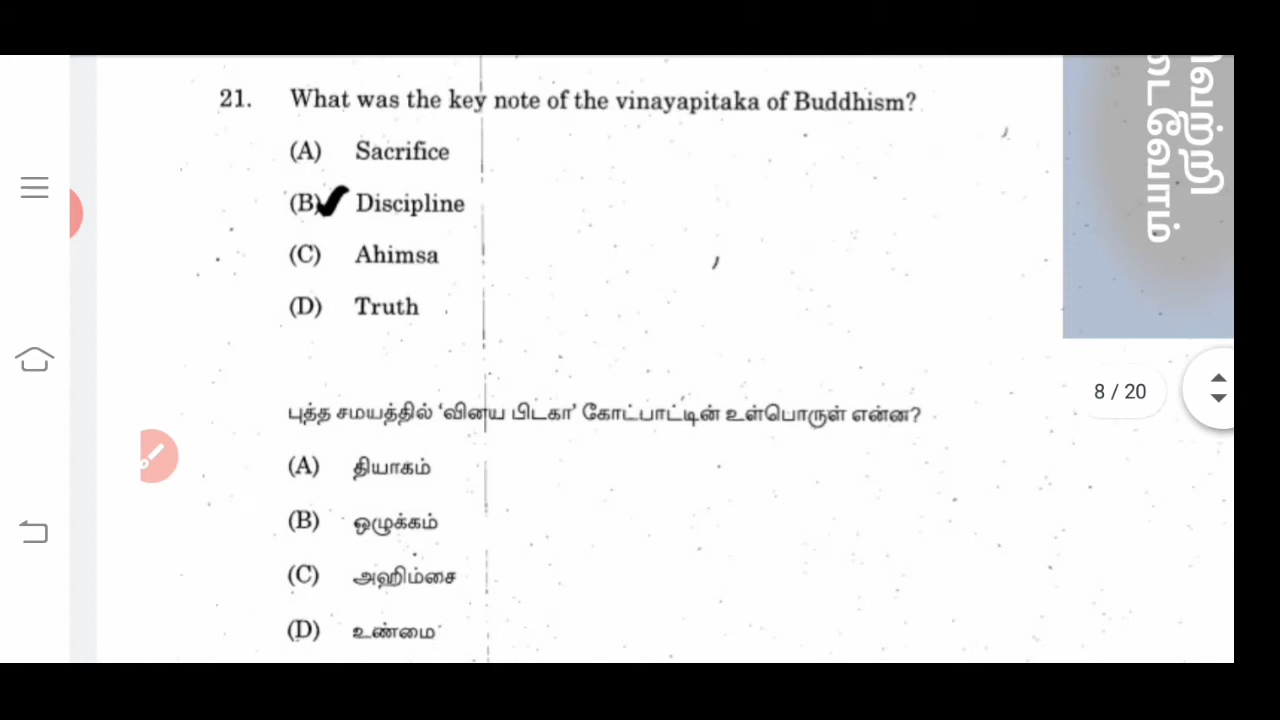 21. What was the key note of the vinayapitaka of Buddhism?
(A) Sacrifice
(B) Discipline
(C) Ahimsa
(D) Truth
புத்த சமயத்தில் ‘வினய பிடகா’ கோட்பாட்டின் உள்பொருள் என்ன?
(A) தியாகம்
(B) ஒழுக்கம்
(C) அஹிம்சை
(D) உண்மை
8 / 20